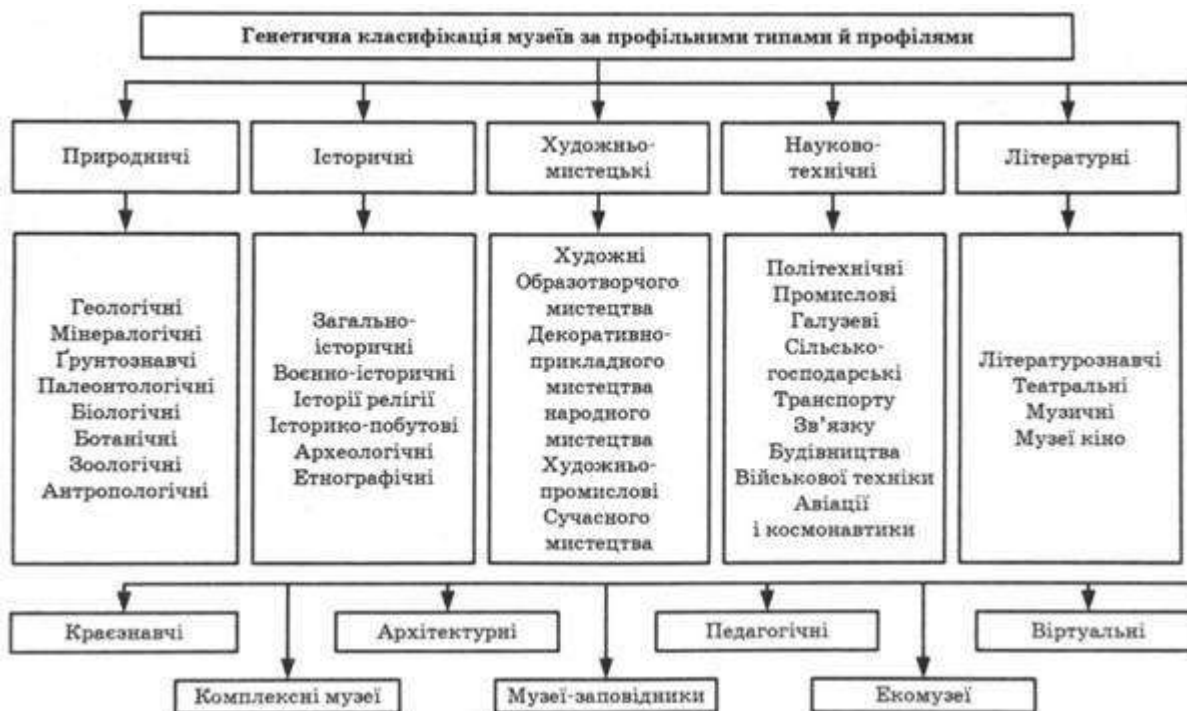 Генетична класифікація музеїв за профільними типами й профілями
Природничі
Історичні
Художньо-
мистецькі
Науково-
технічні
Літературні
Геологічні
Мінералогічні
Ґрунтознавчі
Палеонтологічні
Біологічні
Ботанічні
Зоологічні
Антропологічні
Загально-
історичні
Воєнно-історичні
Історії релігії
Історико-побутові
Археологічні
Етнографічні
Художні
Образотворчого
мистецтва
Декоративно-
прикладного
мистецтва
народного
мистецтва
Художньо-
промислові
Сучасного
мистецтва
Політехнічні
Промислові
Галузеві
Сільсько-
господарські
Транспорту
Зв’язку
Будівництва
Військової техніки
Авіації
і космонавтики
Літературознавчі
Театральні
Музичні
Музеї кіно
Краєзнавчі
Архітектурні
Педагогічні
Віртуальні
Комплексні музеї
Музеї-заповідники
Екомузеї